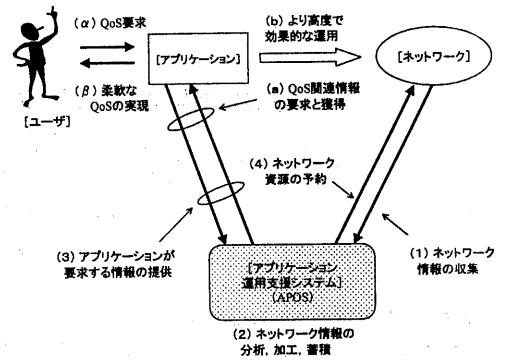 (α) QoS要求
(β) 柔軟な
QoSの実現
[ユーザ]
[アプリケーション]
(b) より高度で
効果的な運用
[ネットワーク]
(a) QoS関連情報
の要求と獲得
(4) ネットワーク
資源の予約
(3) アプリケーションが
要求する情報の提供
(1) ネットワーク
情報の収集
[アプリケーション
運用支援システム]
(APOS)
(2) ネットワーク情報の
分析, 加工, 蓄積